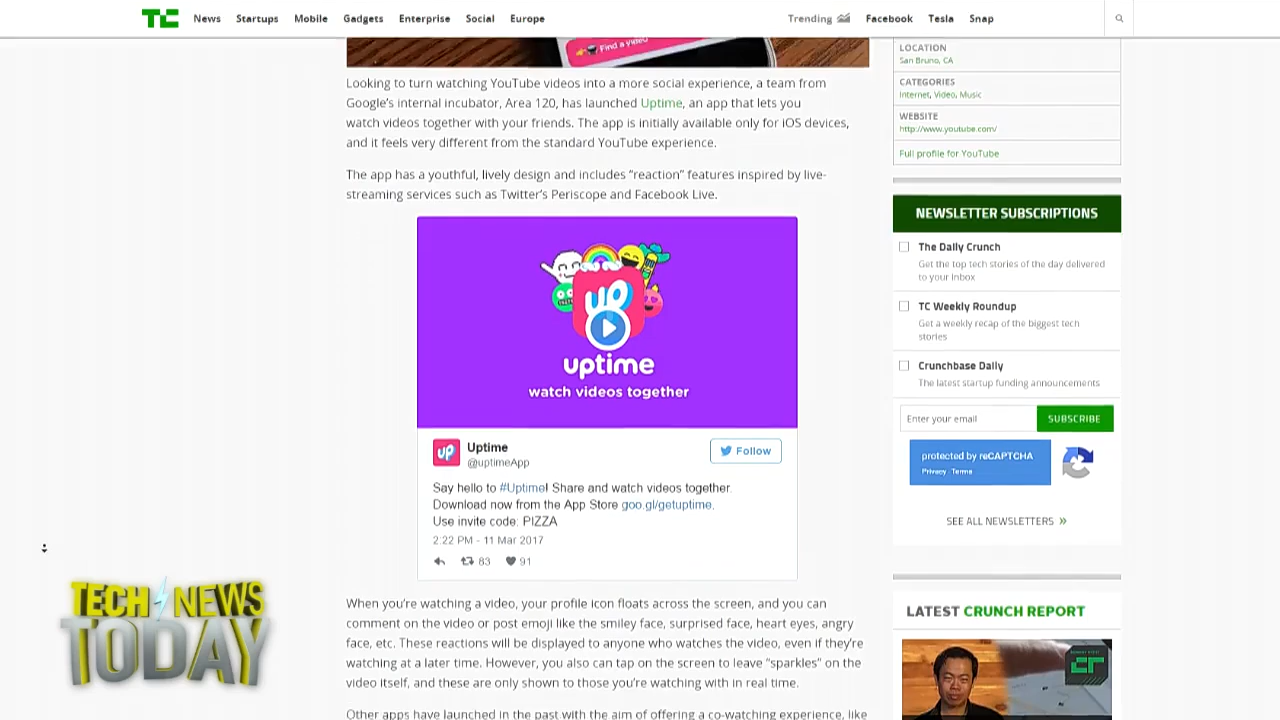 TC News Startups Mobile Gadgets Enterprise Social Europe Trending Facebook Tesla Snap
Find a video
Looking to turn watching YouTube videos into a more social experience, a team from
Google's internal incubator, Area 120, has launched Uptime, an app that lets you
watch videos together with your friends. The app is initially available only for iOS devices,
and it feels very different from the standard YouTube experience.
The app has a youthful, lively design and includes “reaction” features inspired by live-
streaming services such as Twitter's Periscope and Facebook Live.
up
uptime
watch videos together
up
Uptime
@uptimeApp
Follow
Say hello to #Uptime! Share and watch videos together.
Download now from the App Store goo.gl/getuptime.
Use invite code: PIZZA
2:22 PM - 11 Mar 2017
83 91
When you're watching a video, your profile icon floats across the screen, and you can
comment on the video or post emoji like the smiley face, surprised face, heart eyes, angry
face, etc. These reactions will be displayed to anyone who watches the video, even if they're
watching at a later time. However, you also can tap on the screen to leave “sparkles” on the
video itself, and these are only shown to those you're watching with in real time.
Other apps have launched in the past with the aim of offering a co-watching experience, like
LOCATION
San Bruno, CA
CATEGORIES
Internet, Video, Music
WEBSITE
http://www.youtube.com/
Full profile for YouTube
NEWSLETTER SUBSCRIPTIONS
The Daily Crunch
Get the top tech stories of the day delivered
to your inbox
TC Weekly Roundup
Get a weekly recap of the biggest tech
stories
Crunchbase Daily
The latest startup funding announcements
Enter your email
SUBSCRIBE
protected by reCAPTCHA
Privacy - Terms
SEE ALL NEWSLETTERS »
LATEST CRUNCH REPORT
CR
TECH NEWS
TODAY